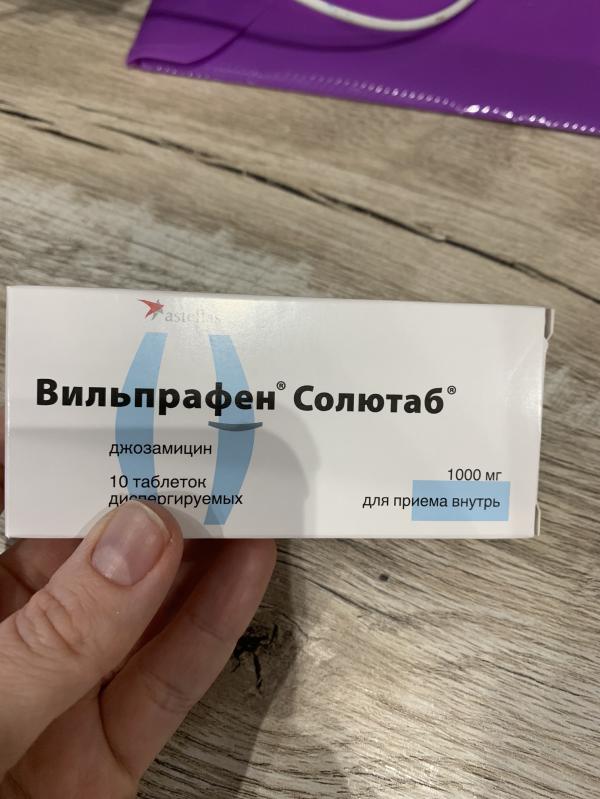 astellas
Вильпрафен® Солютаб®
джозамицин
10 таблеток
диспергируемых
1000 мг
для приема внутрь